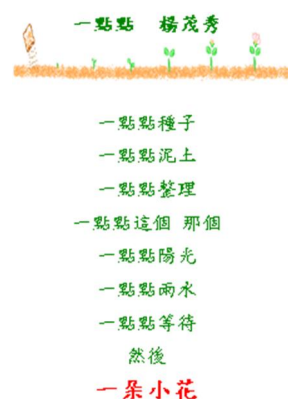 一點點 楊茂秀
一點點種子
一點點泥土
一點點整理
一點點這個 那個
一點點陽光
一點點雨水
一點點等待
然後
一朵小花